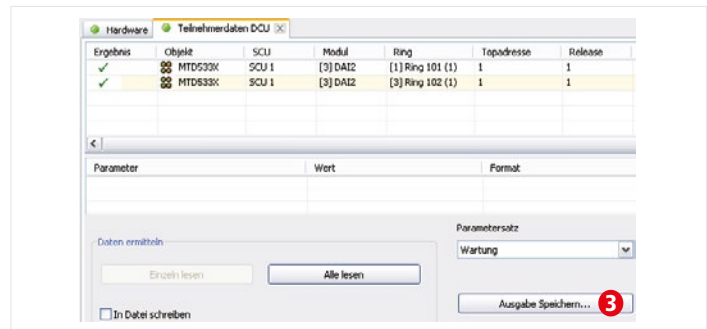 Hardware Teilnehmerdaten DCU
Ergebnis Objekt SCU Modul Ring Topadresse Release
MTD533X SCU 1 [3] DAI2 [1] Ring 101 (1) 1 1
MTD533X SCU 1 [3] DAI2 [3] Ring 102 (1) 1 1
Parameter Wert Format
Parametersatz
Daten ermitteln
Wartung
Einzeln lesen Alle lesen
Ausgabe Speichern... 3
In Datei schreiben